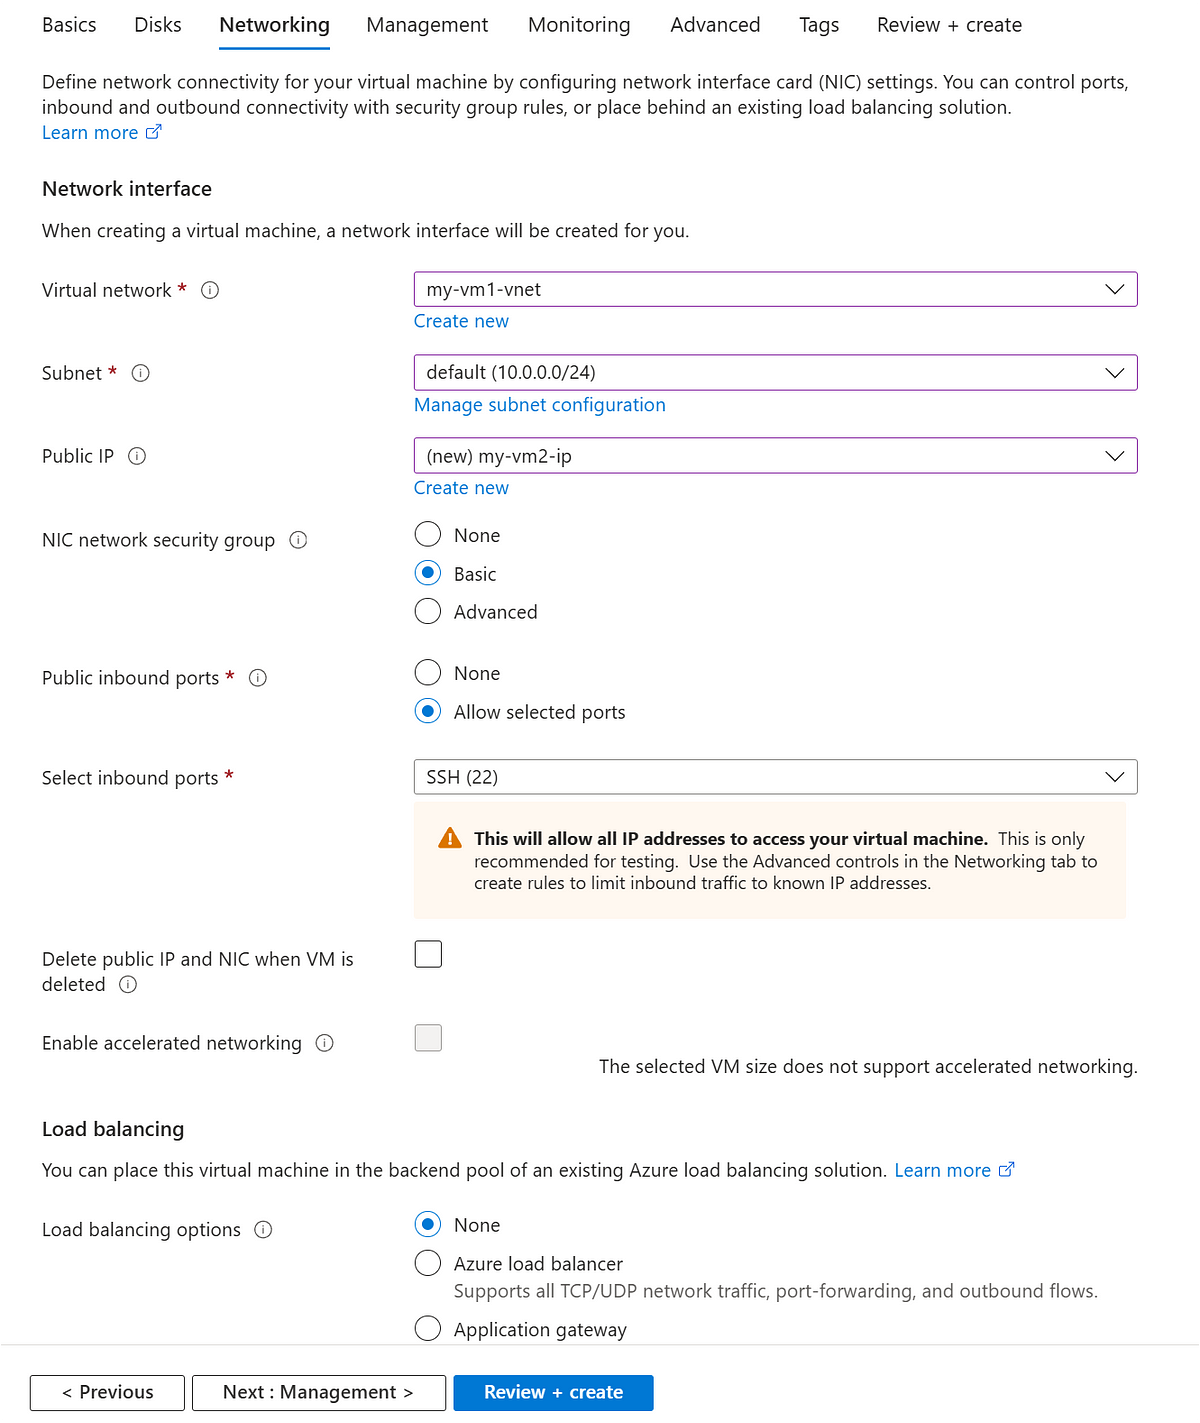 Basics Disks Networking Management Monitoring Advanced Tags Review + create
Define network connectivity for your virtual machine by configuring network interface card (NIC) settings. You can control ports,
inbound and outbound connectivity with security group rules, or place behind an existing load balancing solution.
Learn more
Network interface
When creating a virtual machine, a network interface will be created for you.
Virtual network *
my-vm1-vnet
Create new
Subnet *
default (10.0.0.0/24)
Manage subnet configuration
Public IP
(new) my-vm2-ip
Create new
NIC network security group
None
Basic
Advanced
Public inbound ports *
None
Allow selected ports
Select inbound ports *
SSH (22)
This will allow all IP addresses to access your virtual machine. This is only
recommended for testing. Use the Advanced controls in the Networking tab to
create rules to limit inbound traffic to known IP addresses.
Delete public IP and NIC when VM is
deleted
Enable accelerated networking
The selected VM size does not support accelerated networking.
Load balancing
You can place this virtual machine in the backend pool of an existing Azure load balancing solution. Learn more
Load balancing options
None
Azure load balancer
Supports all TCP/UDP network traffic, port-forwarding, and outbound flows.
Application gateway
< Previous
Next : Management >
Review + create